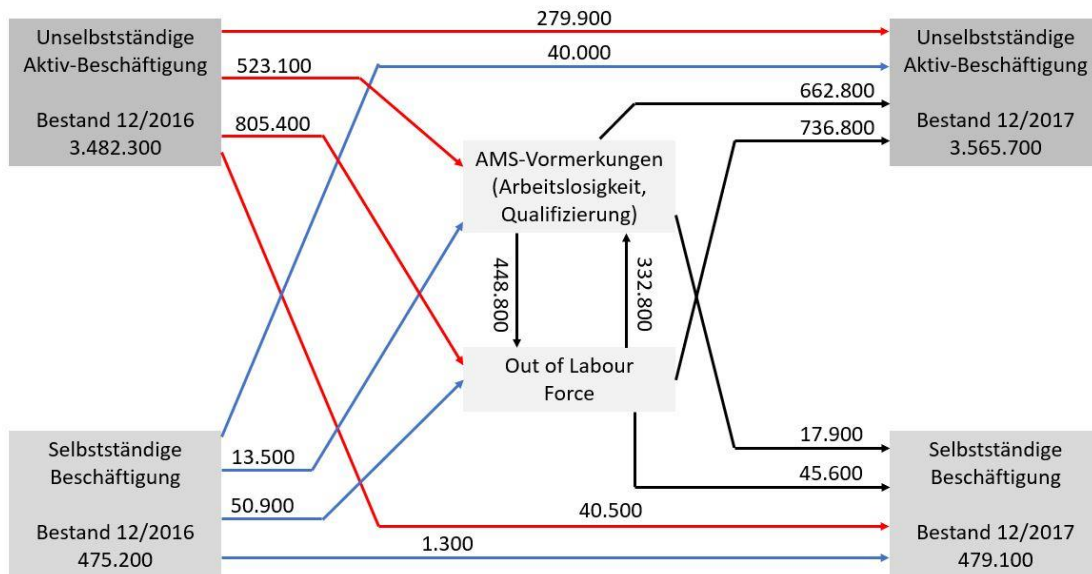 Unselbstständige
Aktiv-Beschäftigung
Bestand 12/2016
3.482.300
279.900
40.000
523.100
805.400
Unselbstständige
Aktiv-Beschäftigung
Bestand 12/2017
3.565.700
662.800
736.800
AMS-Vormerkungen
(Arbeitslosigkeit,
Qualifizierung)
448.800
332.800
Out of Labour
Force
Selbstständige
Beschäftigung
Bestand 12/2016
475.200
13.500
50.900
1.300
40.500
17.900
45.600
Selbstständige
Beschäftigung
Bestand 12/2017
479.100